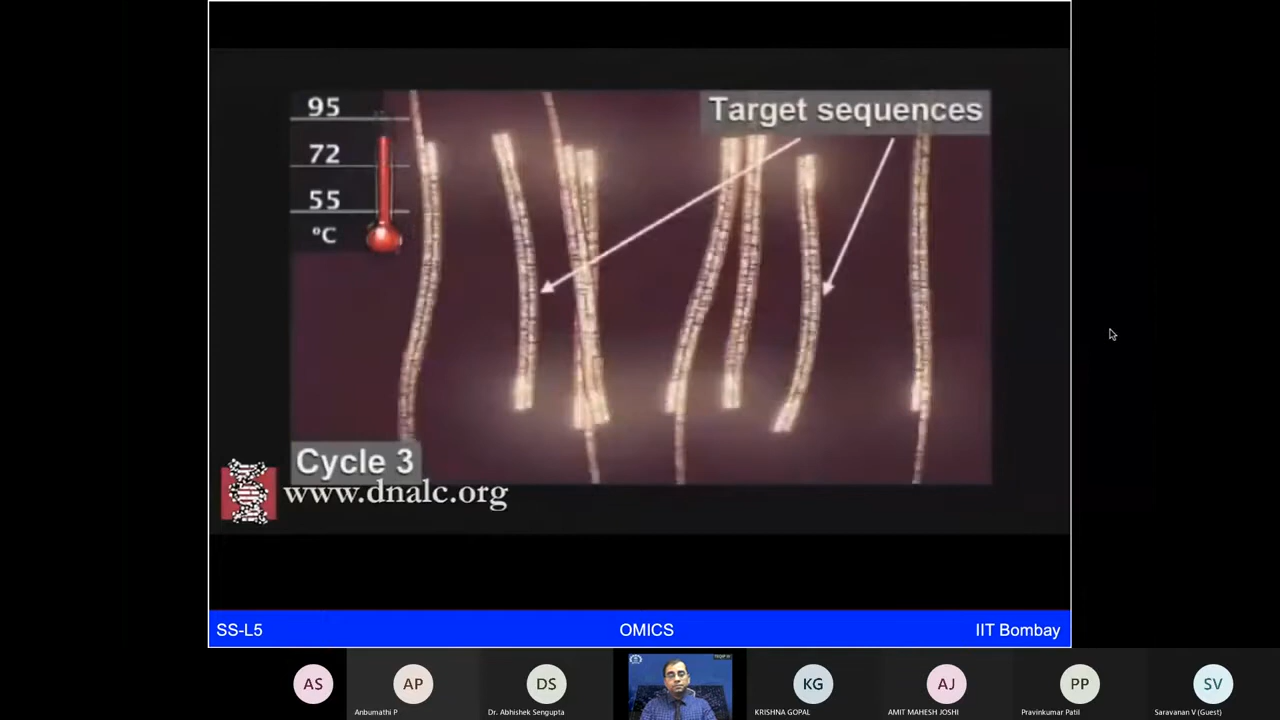 95
Target sequences
72
55
ºC
Cycle 3
www.dnalc.org
SS-L5
OMICS
IIT Bombay
AS
AP
DS
KG
AJ
PP
SV
Anbumathi P
Dr. Abhishek Sengupta
KRISHNA GOPAL
AMIT MAHESH JOSHI
Pravinkumar Patil
Saravanan V (Guest)